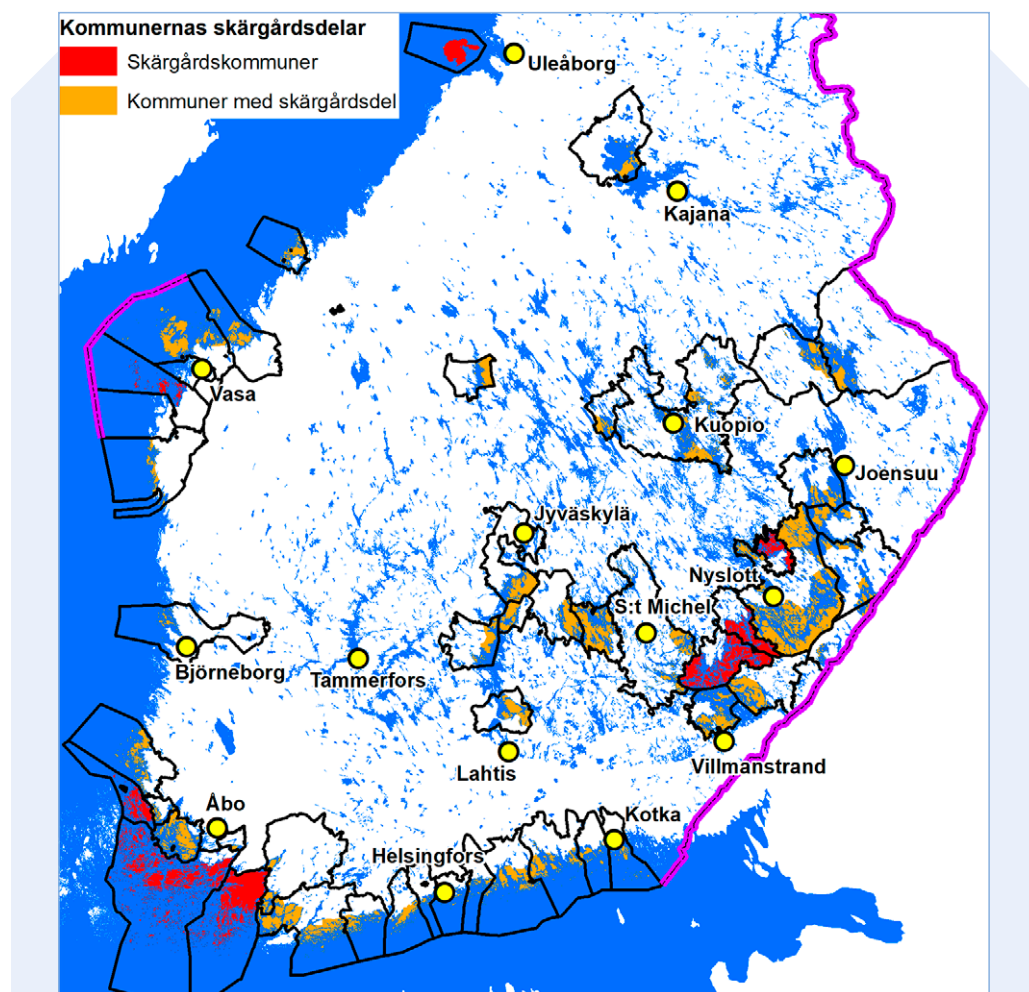 Kommunernas skärgårdsdelar
Skärgårdskommuner
Kommuner med skärgårdsdel
Uleåborg
Kajana
Vasa
Kuopio
Joensuu
Jyväskylä
Nyslott
S:t Michel
Björneborg
Tammerfors
Lahtis
Villmanstrand
Åbo
Kotka
Helsingfors